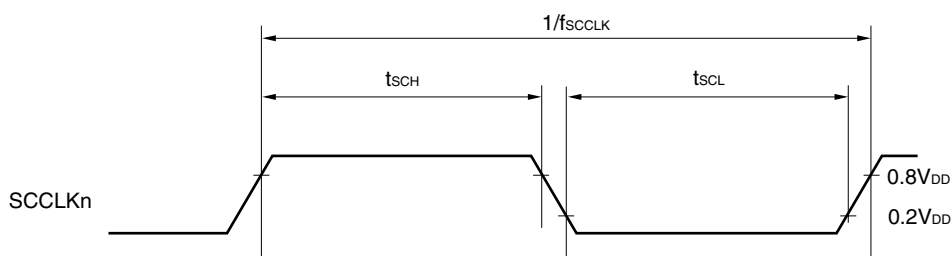 1/fSCCLK
tSCH
tSCL
SCCLKn
0.8VDD
0.2VDD